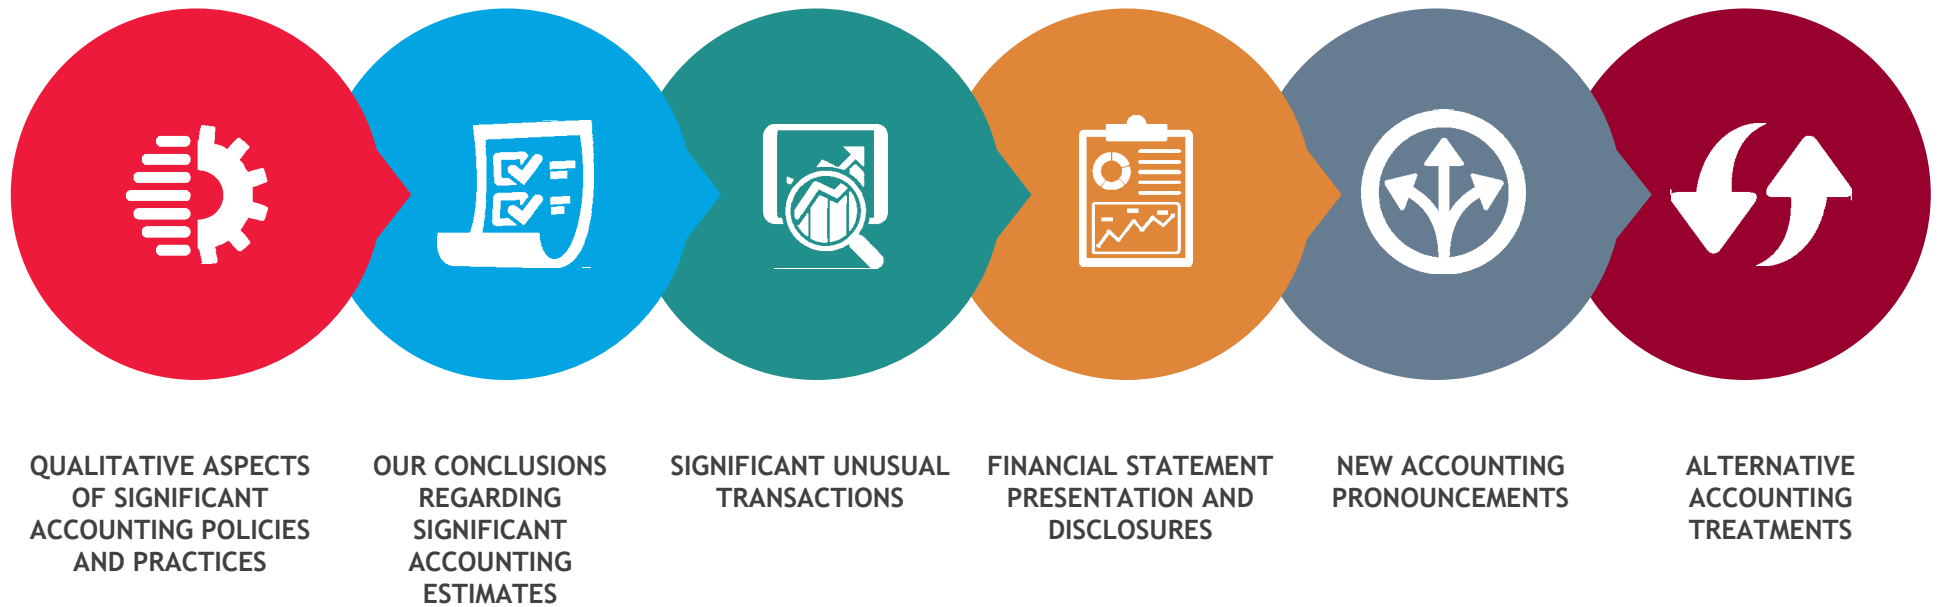 QUALITATIVE ASPECTS
OF SIGNIFICANT
ACCOUNTING POLICIES
AND PRACTICES
OUR CONCLUSIONS
REGARDING
SIGNIFICANT
ACCOUNTING
ESTIMATES
SIGNIFICANT UNUSUAL
TRANSACTIONS
FINANCIAL STATEMENT
PRESENTATION AND
DISCLOSURES
NEW ACCOUNTING
PRONOUNCEMENTS
ALTERNATIVE
ACCOUNTING
TREATMENTS